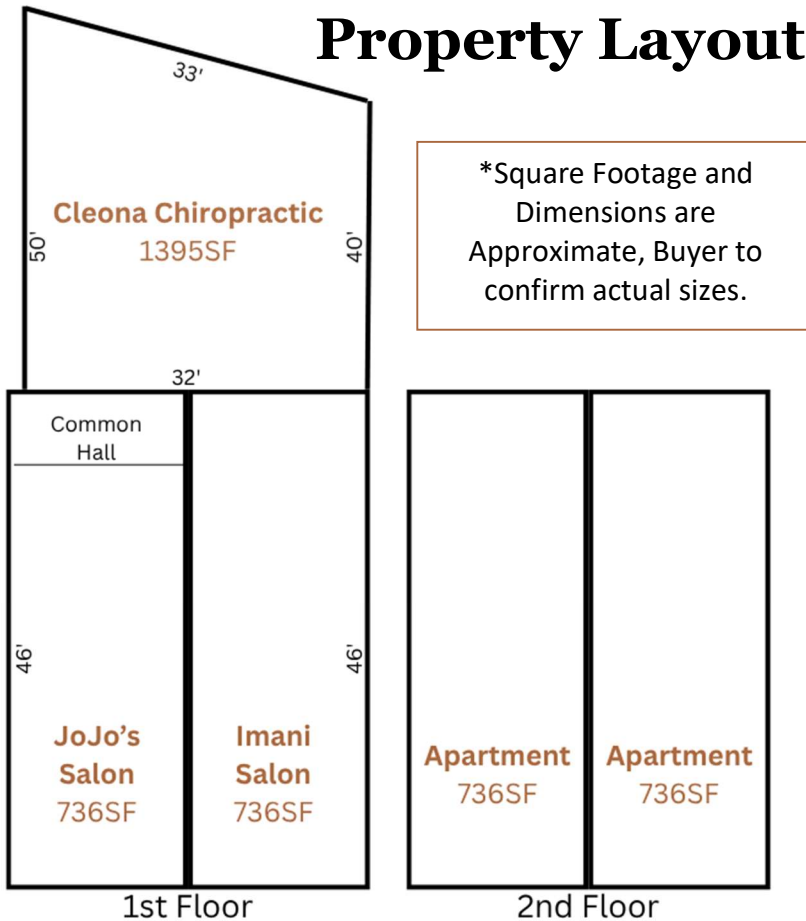 Property Layout
33'
*Square Footage and
Dimensions are
Approximate, Buyer to
confirm actual sizes.
Cleona Chiropractic
1395SF
50'
40'
32'
Common
Hall
46'
46'
JoJo's
Salon
736SF
Imani
Salon
736SF
Apartment
736SF
Apartment
736SF
1st Floor
2nd Floor